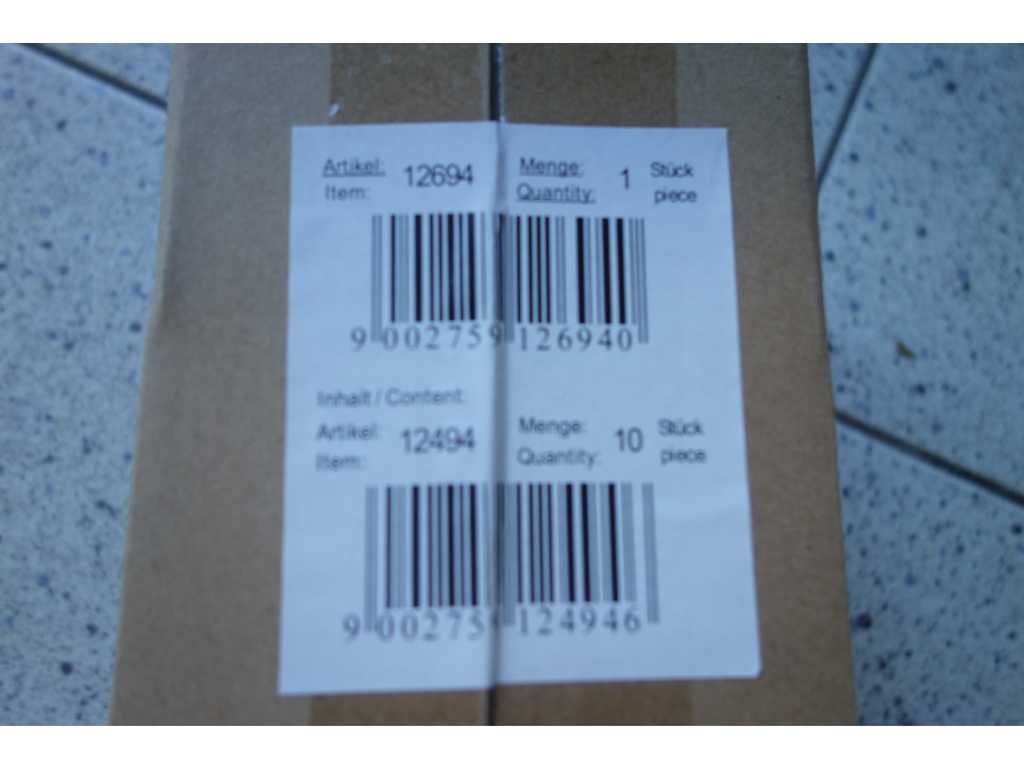 Artikel: 12694 Menge: 1 Stück
Item: Quantity: piece
9 002759 126940
Inhalt / Content:
Artikel: 12494 Menge: 10 Stück
Item: Quantity: piece
9 002759 124946